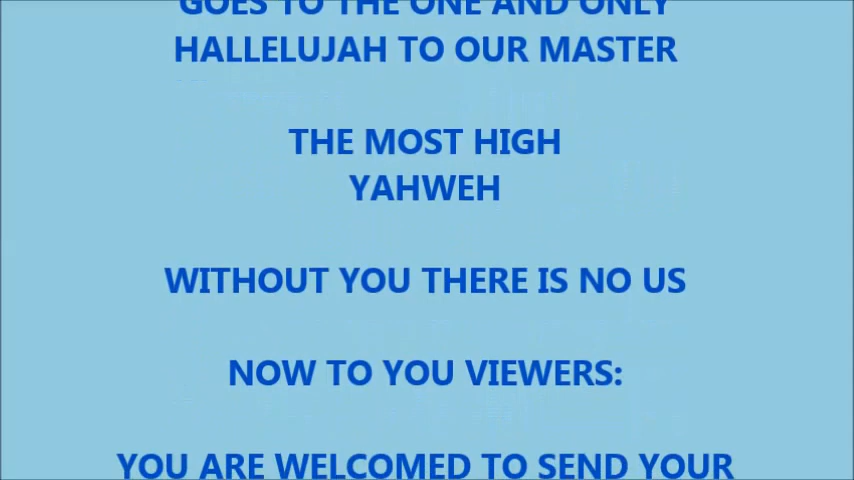 GOES TO THE ONE AND ONLY
HALLELUJAH TO OUR MASTER
THE MOST HIGH
YAHWEH
WITHOUT YOU THERE IS NO US
NOW TO YOU VIEWERS:
YOU ARE WELCOMED TO SEND YOUR